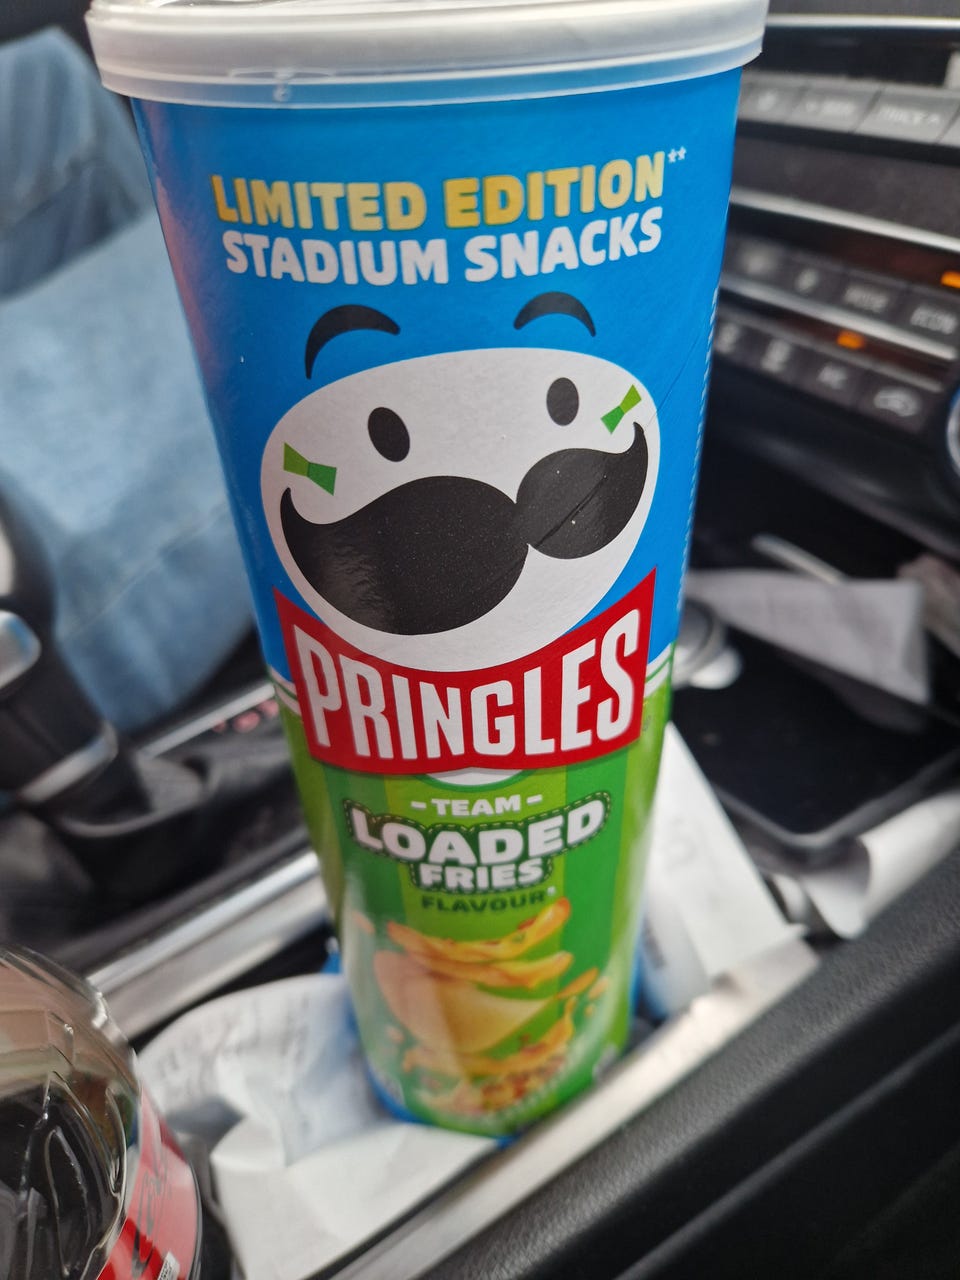 LIMITED EDITION**
STADIUM SNACKS
PRINGLES
- TEAM -
LOADED
FRIES
FLAVOUR